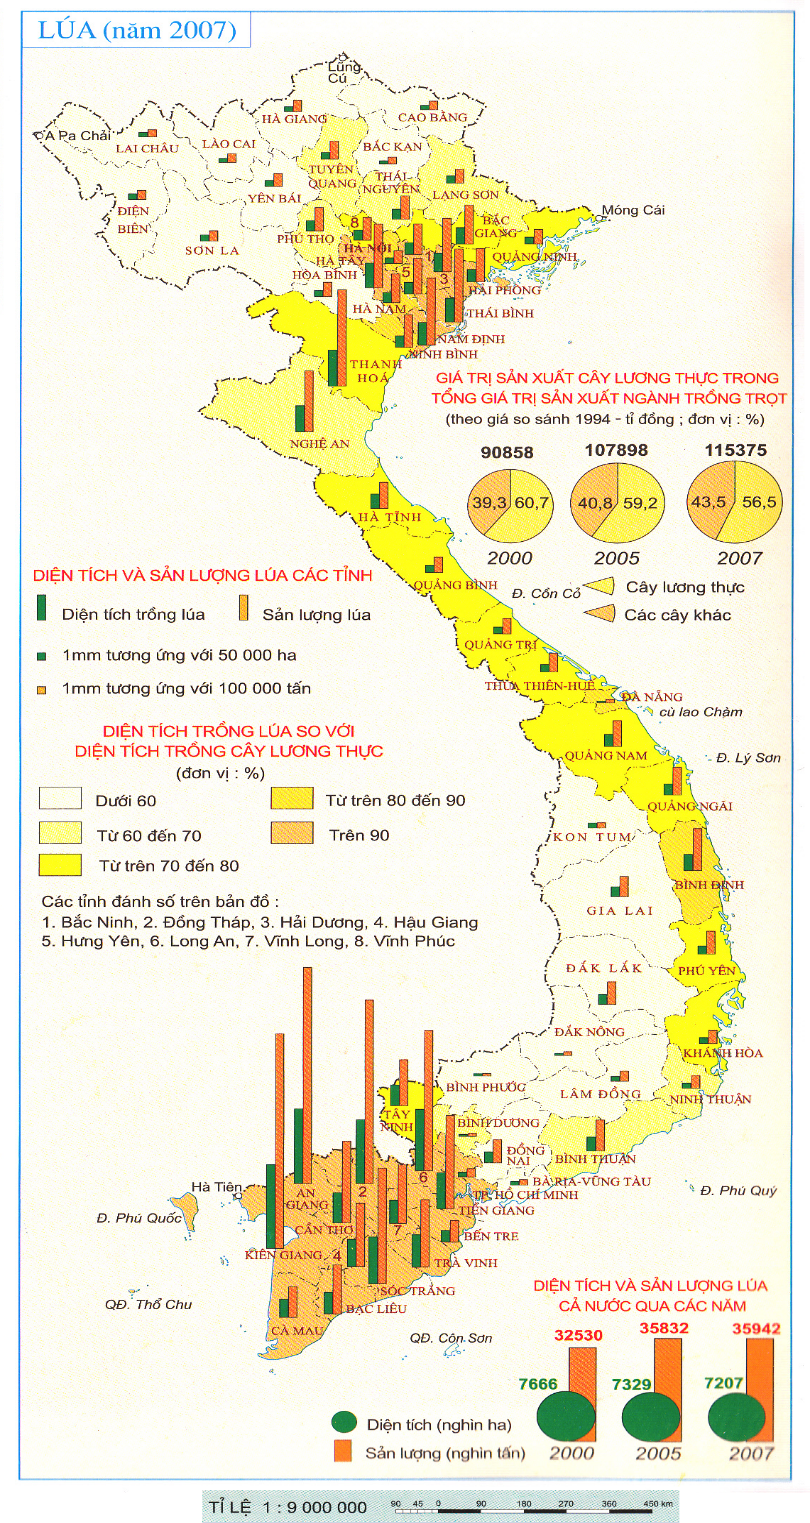 LÚA (năm 2007)
Lũng
Cú
HÀ GIANG
CAO BẰNG
A Pa Chải
LAI CHÂU
LÀO CAI
BẮC KẠN
TUYÊN
QUANG
THÁI
NGUYÊN
LẠNG SƠN
YÊN BÁI
ĐIỆN
BIÊN
SƠN LA
PHÚ THỌ
8
HÀ NỘI
BẮC
GIANG
Móng Cái
QUẢNG NINH
HÀ TÂY
1
5
3
HÒA BÌNH
HẢI PHÒNG
HÀ NAM
THÁI BÌNH
NAM ĐỊNH
NINH BÌNH
THANH
HOÁ
NGHỆ AN
GIÁ TRỊ SẢN XUẤT CÂY LƯƠNG THỰC TRONG
TỔNG GIÁ TRỊ SẢN XUẤT NGÀNH TRỒNG TRỌT
(theo giá so sánh 1994 - tỉ đồng ; đơn vị : %)
90858 107898 115375
39,3 60,7 40,8 59,2 43,5 56,5
2000 2005 2007
Cây lương thực
Các cây khác
HÀ TĨNH
QUẢNG BÌNH
Đ. Cồn Cỏ
DIỆN TÍCH VÀ SẢN LƯỢNG LÚA CÁC TỈNH
Diện tích trồng lúa Sản lượng lúa
1mm tương ứng với 50 000 ha
1mm tương ứng với 100 000 tấn
QUẢNG TRỊ
THỪA THIÊN-HUẾ
ĐÀ NẴNG
cù lao Chàm
DIỆN TÍCH TRỒNG LÚA SO VỚI
DIỆN TÍCH TRỒNG CÂY LƯƠNG THỰC
(đơn vị : %)
Dưới 60 Từ trên 80 đến 90
Từ 60 đến 70 Trên 90
Từ trên 70 đến 80
QUẢNG NAM
Đ. Lý Sơn
QUẢNG NGÃI
KON TUM
BÌNH ĐỊNH
GIA LAI
Các tỉnh đánh số trên bản đồ :
1. Bắc Ninh, 2. Đồng Tháp, 3. Hải Dương, 4. Hậu Giang
5. Hưng Yên, 6. Long An, 7. Vĩnh Long, 8. Vĩnh Phúc
ĐẮK LẮK
PHÚ YÊN
ĐẮK NÔNG
KHÁNH HÒA
BÌNH PHƯỚC
LÂM ĐỒNG
NINH THUẬN
TÂY
NINH
BÌNH DƯƠNG
ĐỒNG
NAI
BÌNH THUẬN
6
BÀ RỊA-VŨNG TÀU
TP. HỒ CHÍ MINH
TIỀN GIANG
Hà Tiên
AN
GIANG
2
Đ. Phú Quý
Đ. Phú Quốc
CẦN THƠ
7
BẾN TRE
KIÊN GIANG
4
TRÀ VINH
SÓC TRĂNG
BẠC LIÊU
CÀ MAU
QĐ. Thổ Chu
QĐ. Côn Sơn
DIỆN TÍCH VÀ SẢN LƯỢNG LÚA
CẢ NƯỚC QUA CÁC NĂM
32530 35832 35942
7666 7329 7207
Diện tích (nghìn ha)
Sản lượng (nghìn tấn)
2000 2005 2007
TỈ LỆ 1 : 9 000 000
90 45 0 90 180 270 360 450 km